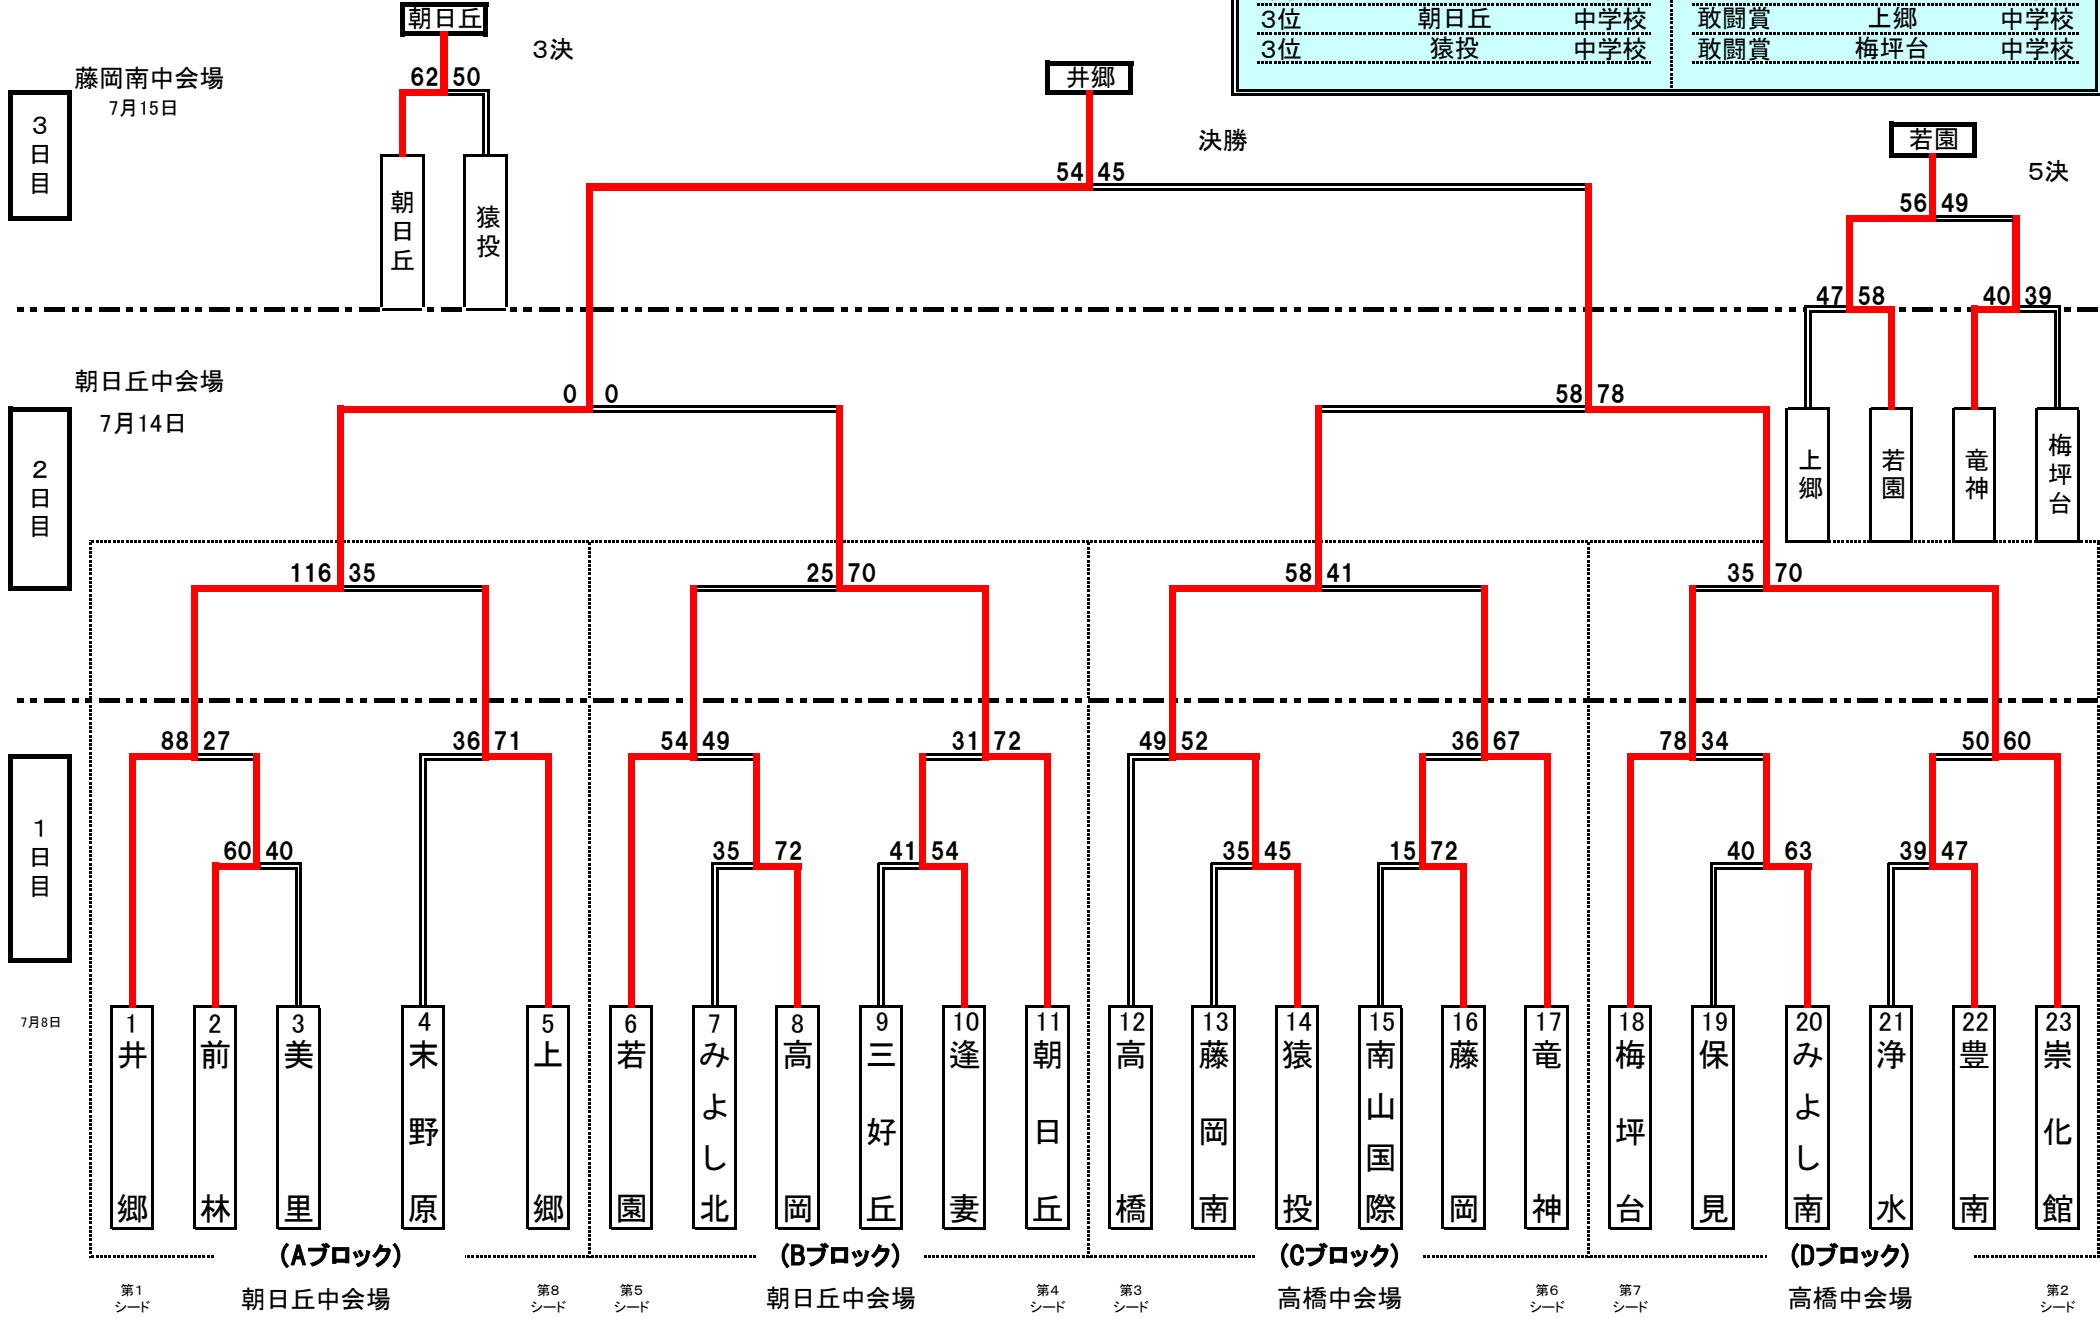 朝日丘
3位 朝日丘 中学校 敢闘賞 上郷 中学校
3位 猿投 中学校 敢闘賞 梅坪台 中学校
3決
藤岡南中会場
62 50
井郷
7月15日
3日目
決勝
若園
54 45
5決
朝日丘
猿投
56 49
47 58
40 39
朝日丘中会場
0 0
58 78
7月14日
2日目
上郷
若園
竜神
梅坪台
116 35
25 70
58 41
35 70
88 27
36 71
54 49
31 72
49 52
36 67
78 34
50 60
1日目
60 40
35 72
41 54
35 45
15 72
40 63
39 47
7月8日
1 井郷
2 前林
3 美里
4 末野原
5 上郷
6 若園
7 みよし北
8 高岡
9 三好丘
10 逢妻
11 朝日丘
12 高橋
13 藤岡南
14 猿投
15 南山国際
16 藤岡
17 竜神
18 梅坪台
19 保見
20 みよし南
21 浄水
22 豊南
23 崇化館
(Aブロック)
(Bブロック)
(Cブロック)
(Dブロック)
第1シード
朝日丘中会場
第8シード
第5シード
朝日丘中会場
第4シード
第3シード
高橋中会場
第6シード
第7シード
高橋中会場
第2シード